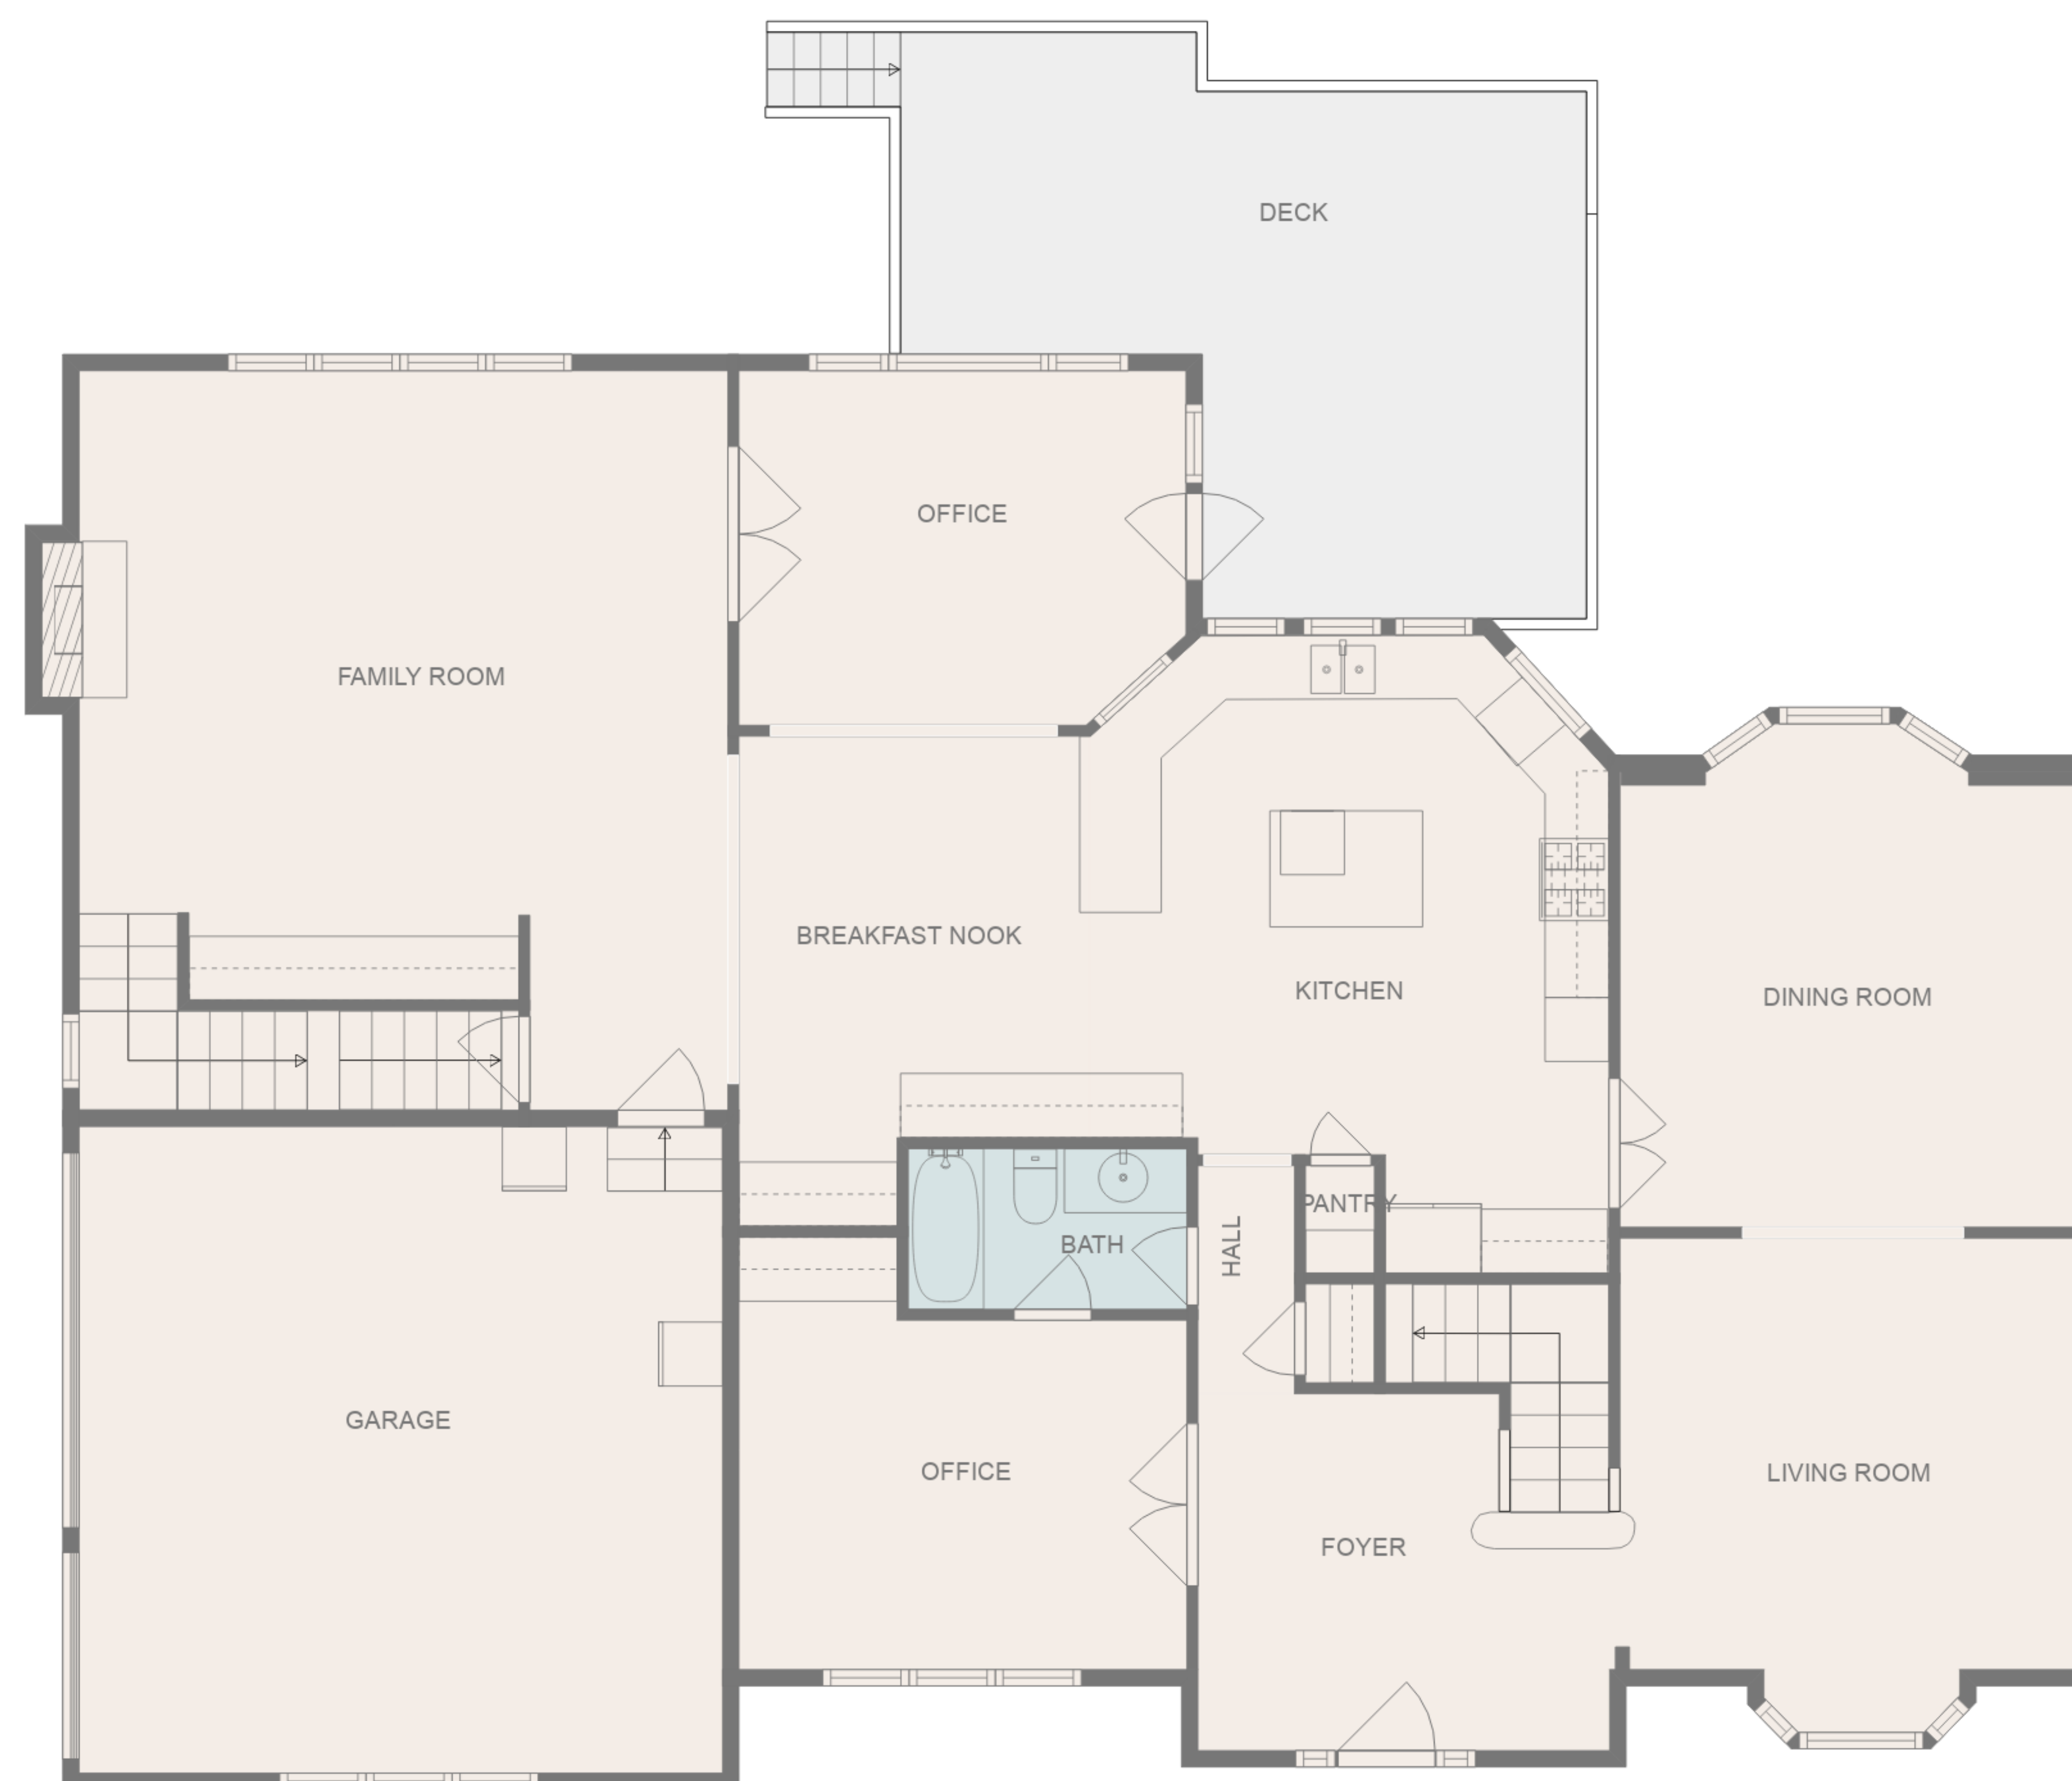 DECK
OFFICE
FAMILY ROOM
BREAKFAST NOOK
KITCHEN
DINING ROOM
PANTRY
HALL
BATH
GARAGE
OFFICE
LIVING ROOM
FOYER